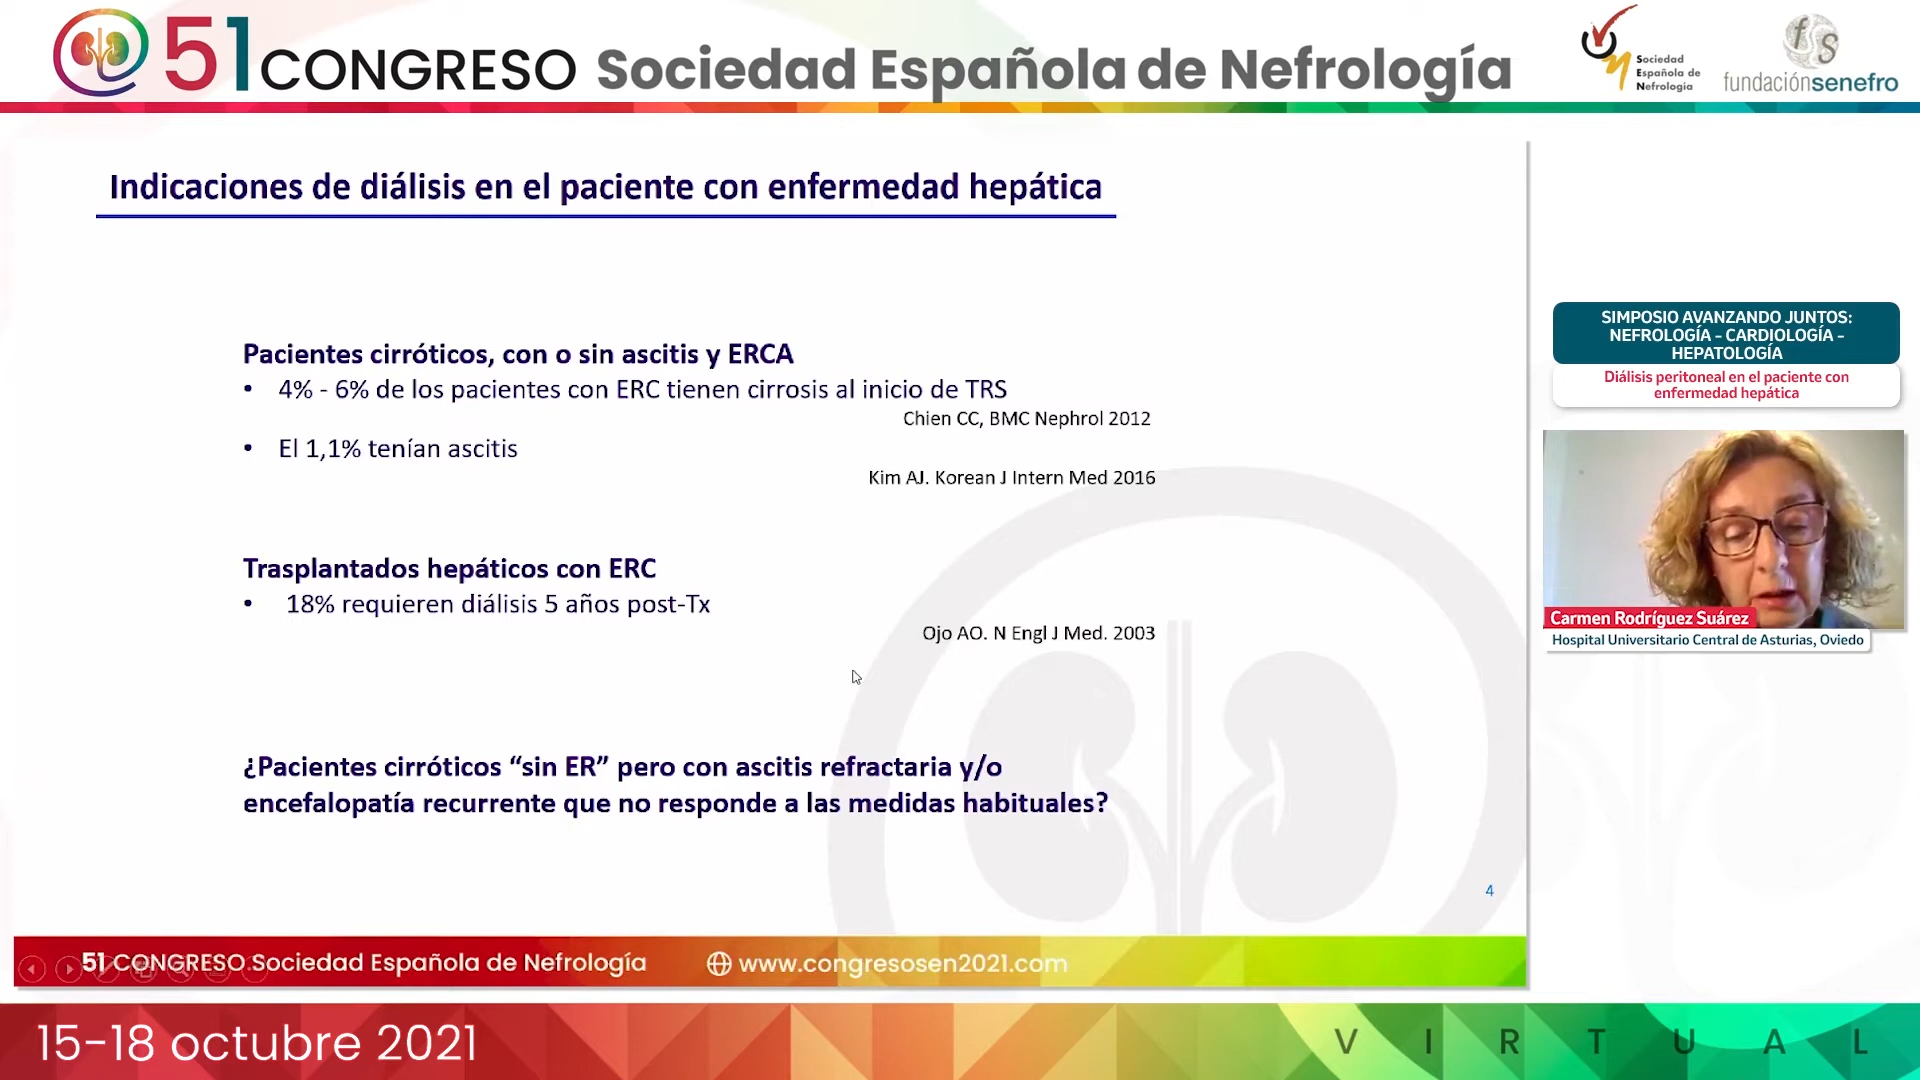 51 CONGRESO Sociedad Española de Nefrología
Sociedad
Española de
Nefrología
fS
fundaciónsenefro
Indicaciones de diálisis en el paciente con enfermedad hepática
Pacientes cirróticos, con o sin ascitis y ERCA
• 4% - 6% de los pacientes con ERC tienen cirrosis al inicio de TRS
Chien CC, BMC Nephrol 2012
• El 1,1% tenían ascitis
Kim AJ. Korean J Intern Med 2016
Trasplantados hepáticos con ERC
• 18% requieren diálisis 5 años post-Tx
Ojo AO. N Engl J Med. 2003
¿Pacientes cirróticos “sin ER” pero con ascitis refractaria y/o
encefalopatía recurrente que no responde a las medidas habituales?
4
51 CONGRESO Sociedad Española de Nefrología
www.congresosen2021.com
SIMPOSIO AVANZANDO JUNTOS:
NEFROLOGÍA - CARDIOLOGÍA -
HEPATOLOGÍA
Diálisis peritoneal en el paciente con
enfermedad hepática
Carmen Rodríguez Suárez
Hospital Universitario Central de Asturias, Oviedo
15-18 octubre 2021
VIRTUAL